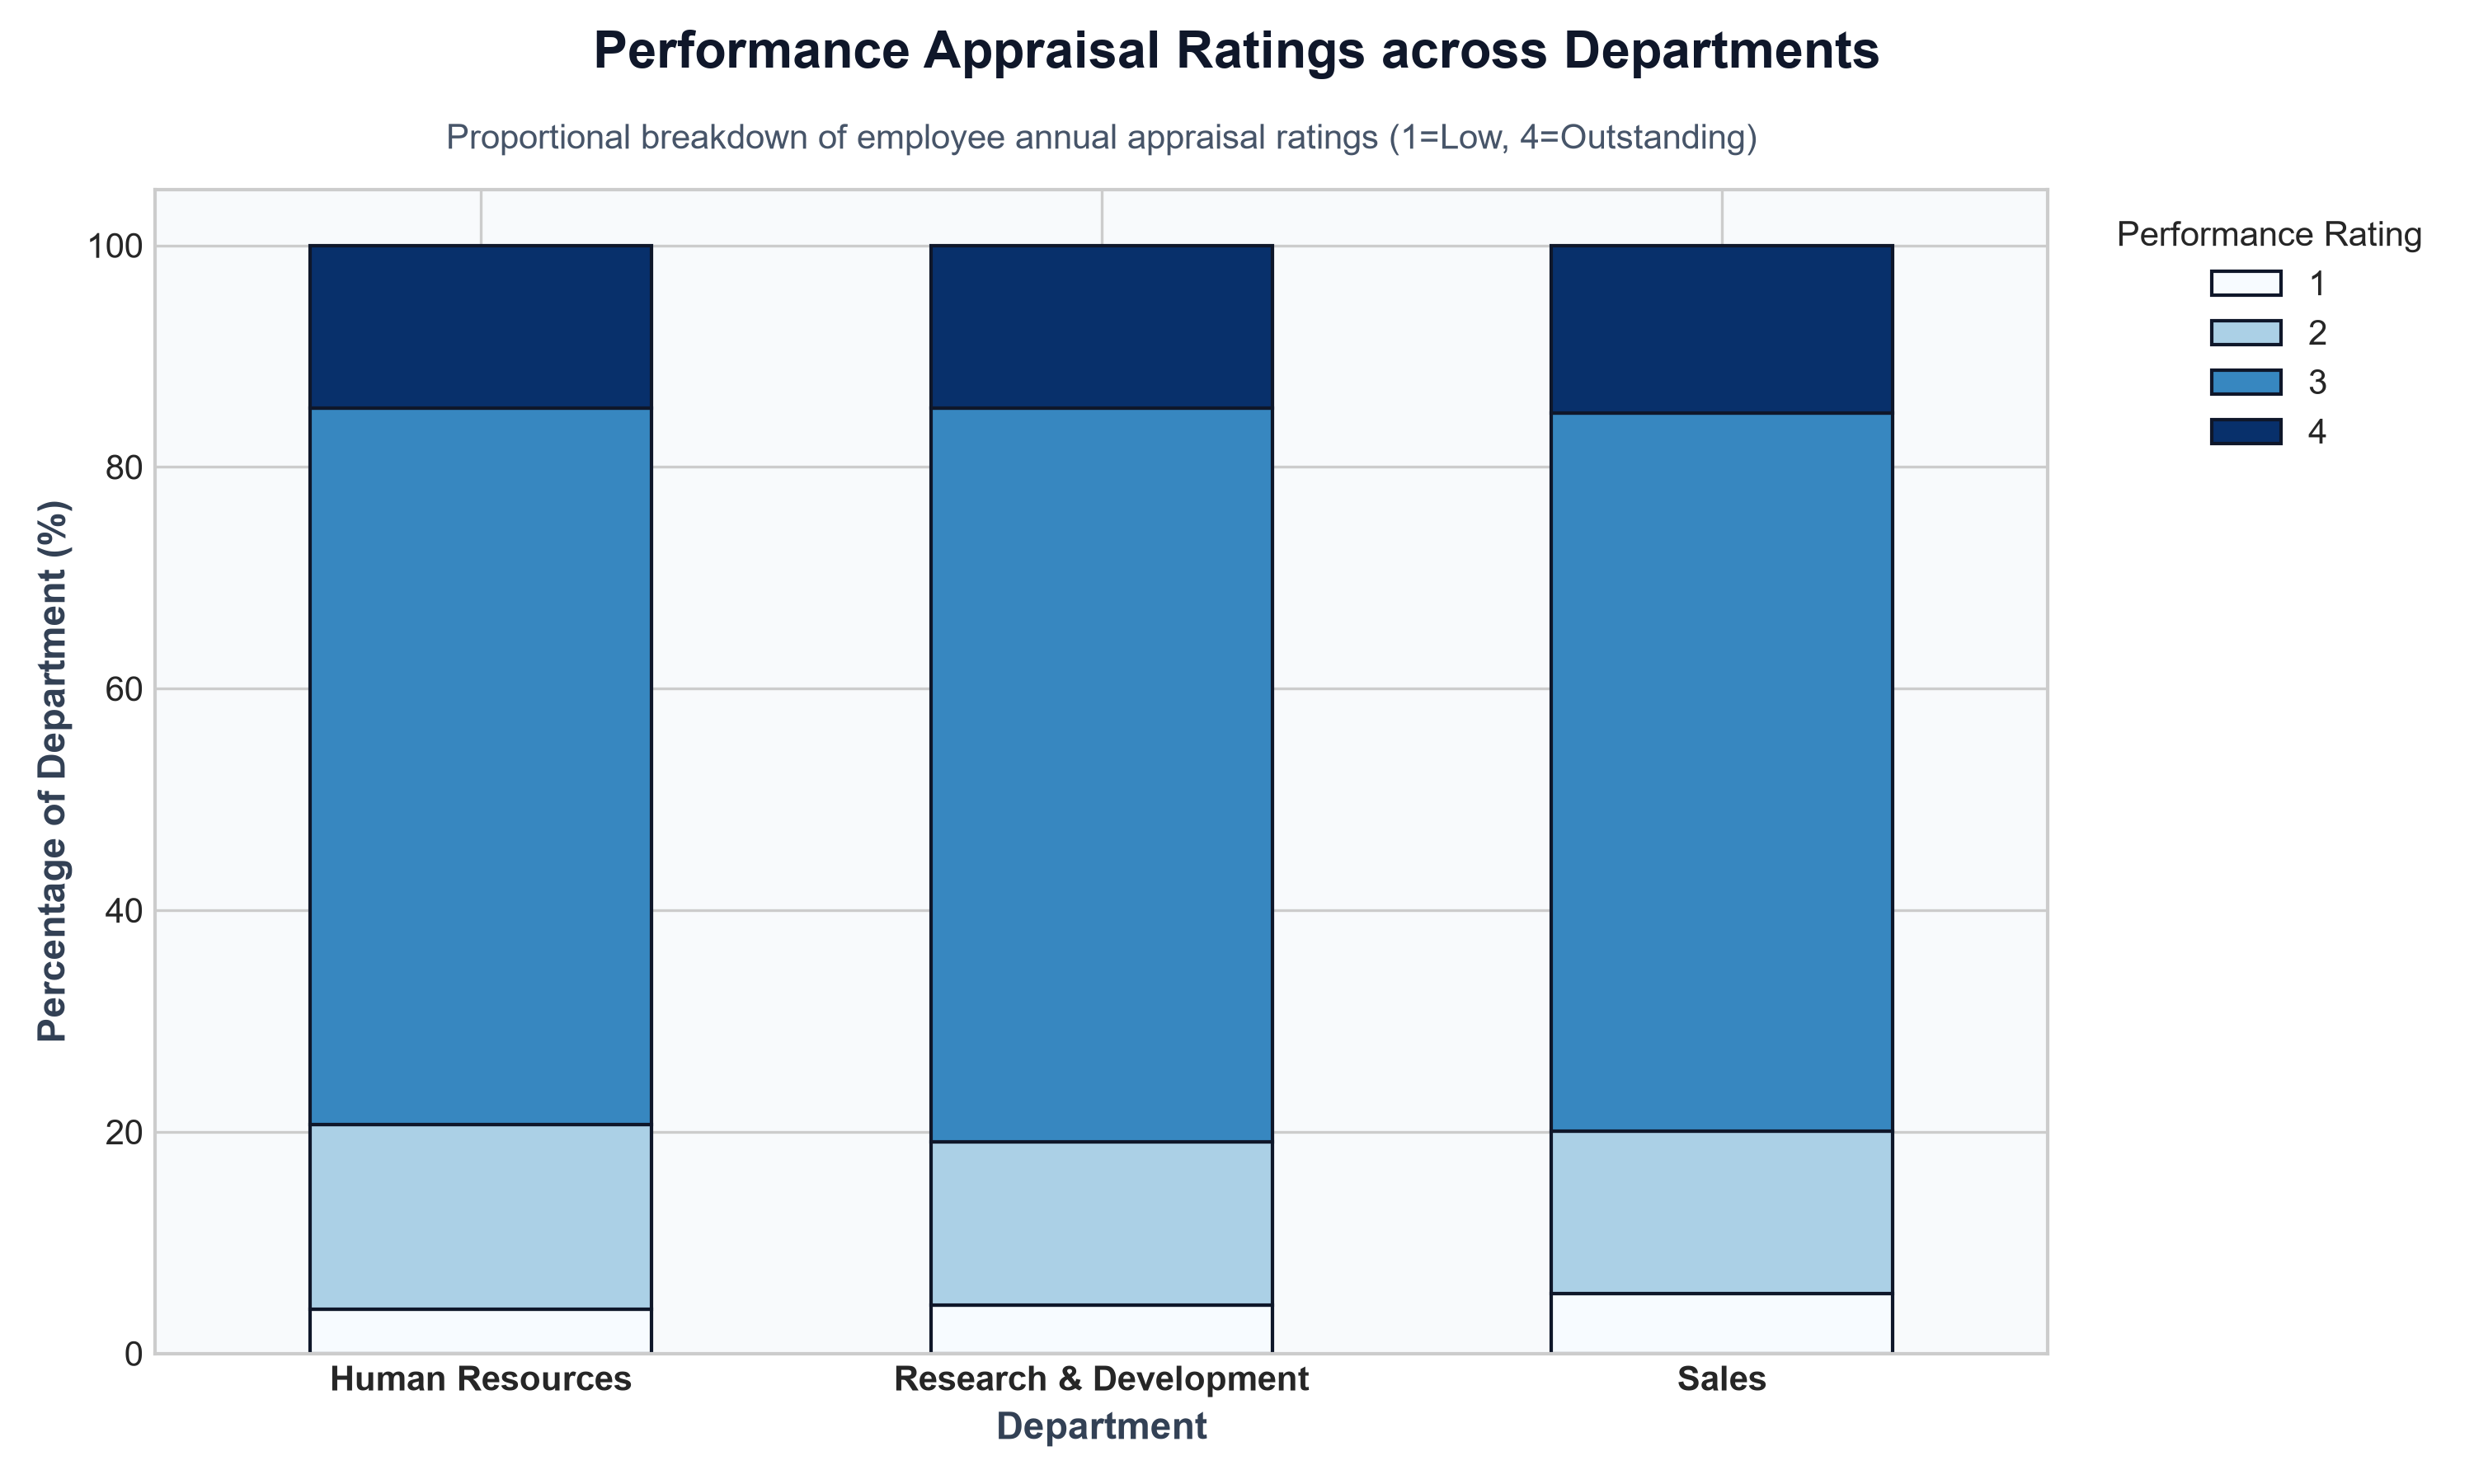 Performance Appraisal Ratings across Departments
Proportional breakdown of employee annual appraisal ratings (1=Low, 4=Outstanding)
Percentage of Department (%)
100
80
60
40
20
0
Human Resources
Research & Development
Sales
Department
Performance Rating
1
2
3
4